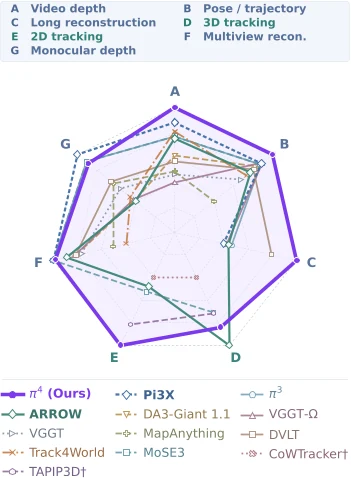 A Video depth B Pose / trajectory
C Long reconstruction D 3D tracking
E 2D tracking F Multiview recon.
G Monocular depth
A
G B
F C
E D
π⁴ (Ours) Pi3X π³
ARROW DA3-Giant 1.1 VGGT-Ω
VGGT MapAnything DVLT
Track4World MoSE3 CoWTracker†
TAPIP3D†